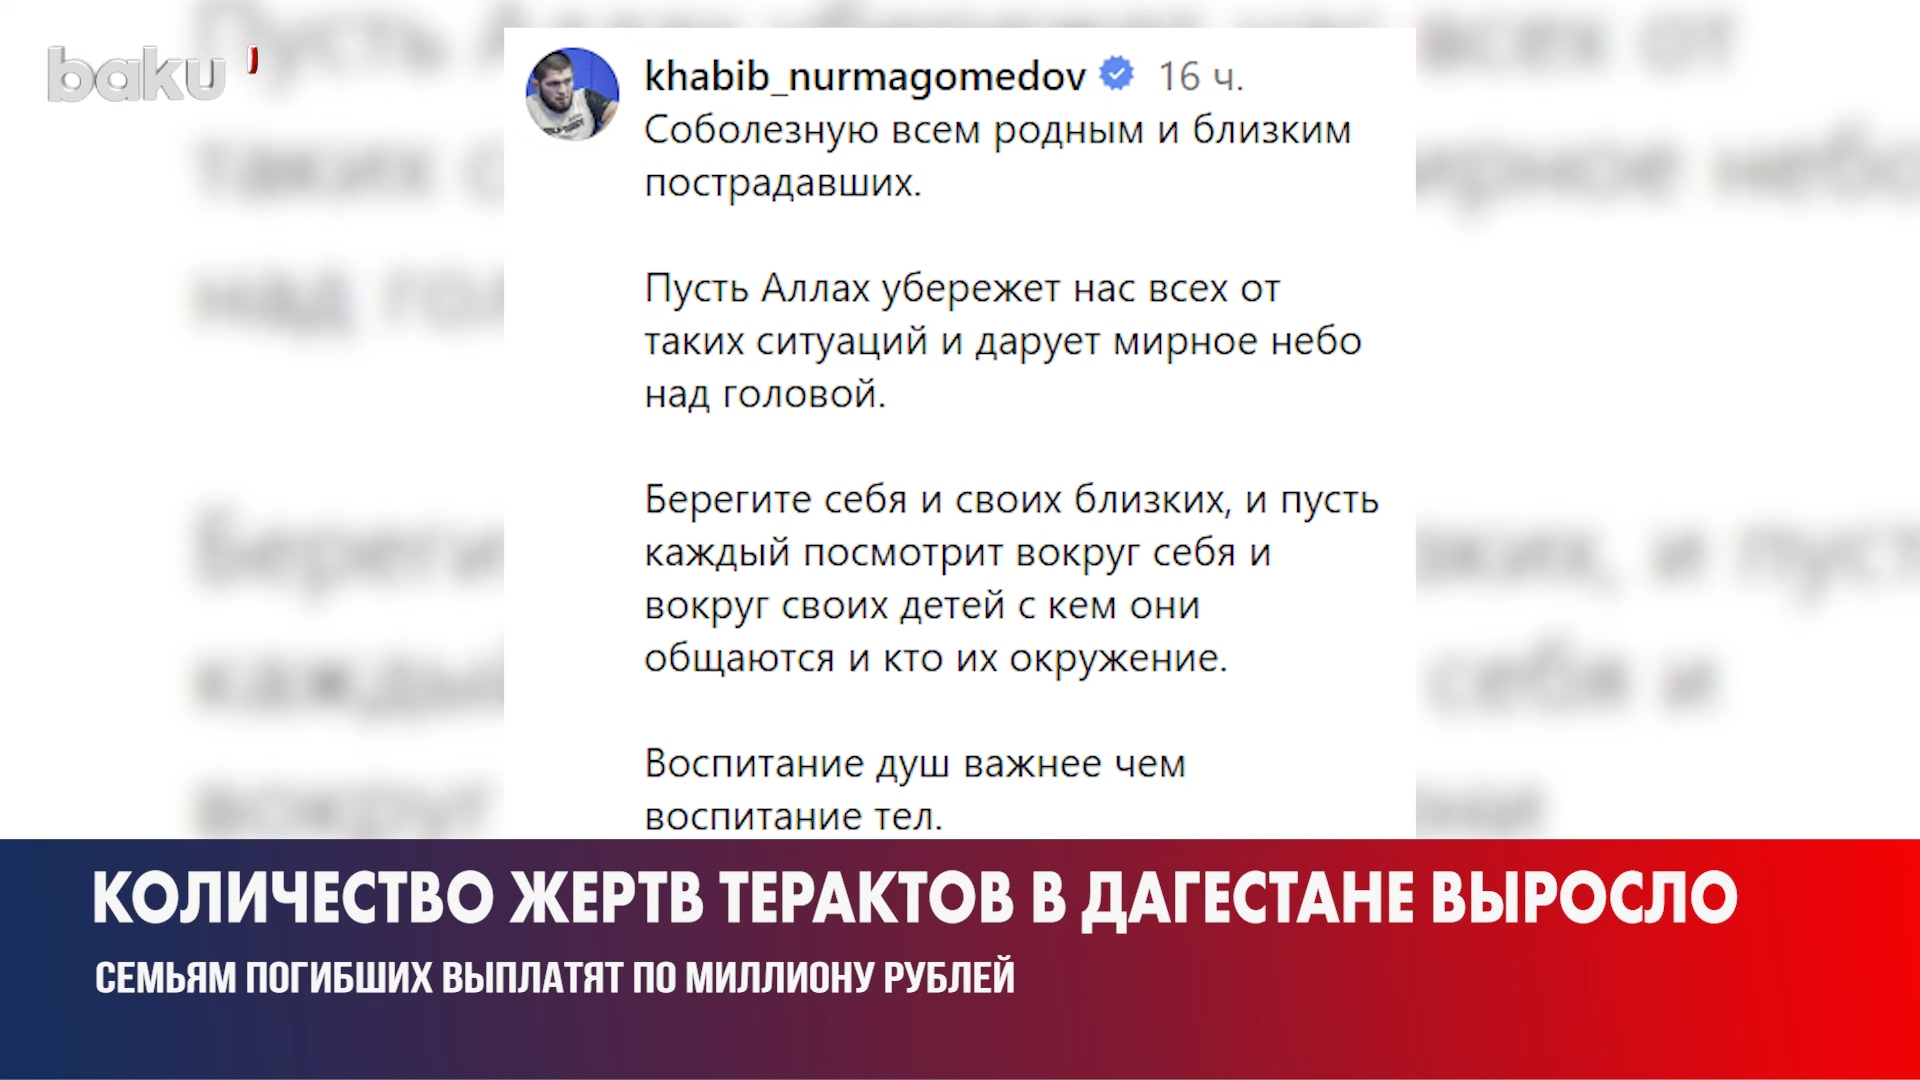 baku
khabib_nurmagomedov 16 ч.
Соболезную всем родным и близким
пострадавших.
Пусть Аллах убережет нас всех от
таких ситуаций и дарует мирное небо
над головой.
Берегите себя и своих близких, и пусть
каждый посмотрит вокруг себя и
вокруг своих детей с кем они
общаются и кто их окружение.
Воспитание душ важнее чем
воспитание тел.
КОЛИЧЕСТВО ЖЕРТВ ТЕРАКТОВ В ДАГЕСТАНЕ ВЫРОСЛО
СЕМЬЯМ ПОГИБШИХ ВЫПЛАТЯТ ПО МИЛЛИОНУ РУБЛЕЙ